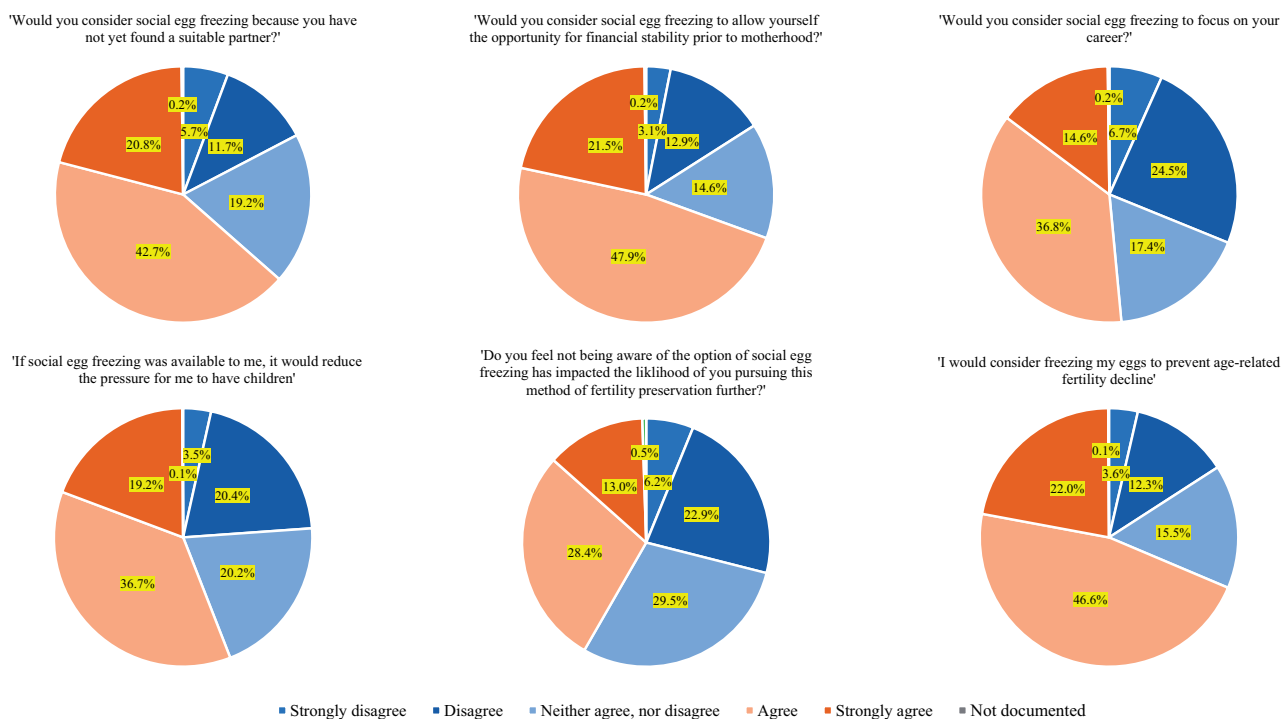 'Would you consider social egg freezing because you have
not yet found a suitable partner?'
0.2%
5.7%
11.7%
20.8%
19.2%
42.7%
'Would you consider social egg freezing to allow yourself
the opportunity for financial stability prior to motherhood?'
0.2%
3.1%
12.9%
21.5%
14.6%
47.9%
'Would you consider social egg freezing to focus on your
career?'
0.2%
6.7%
14.6%
24.5%
36.8%
17.4%
'If social egg freezing was available to me, it would reduce
the pressure for me to have children'
3.5%
0.1%
19.2%
20.4%
36.7%
20.2%
'Do you feel not being aware of the option of social egg
freezing has impacted the liklihood of you pursuing this
method of fertility preservation further?'
0.5%
6.2%
13.0%
22.9%
28.4%
29.5%
'I would consider freezing my eggs to prevent age-related
fertility decline'
0.1%
3.6%
12.3%
22.0%
15.5%
46.6%
Strongly disagree Disagree Neither agree, nor disagree Agree Strongly agree Not documented